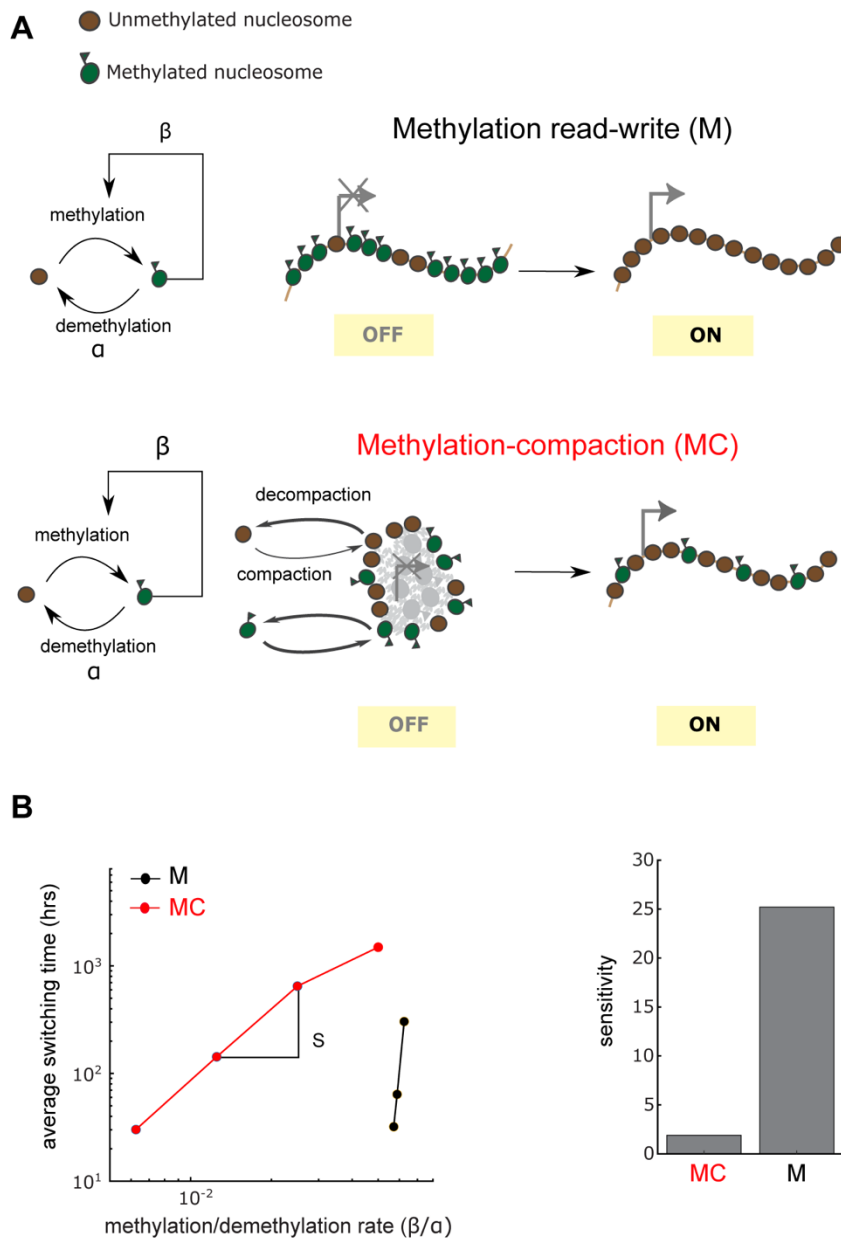 A
Unmethylated nucleosome
Methylated nucleosome
Methylation read-write (M)
β
methylation
demethylation
α
OFF
ON
Methylation-compaction (MC)
β
methylation
demethylation
α
decompaction
compaction
OFF
ON
B
M
MC
average switching time (hrs)
10³
10²
10¹
S
10⁻²
methylation/demethylation rate (β/α)
sensitivity
30
25
20
15
10
5
0
MC
M